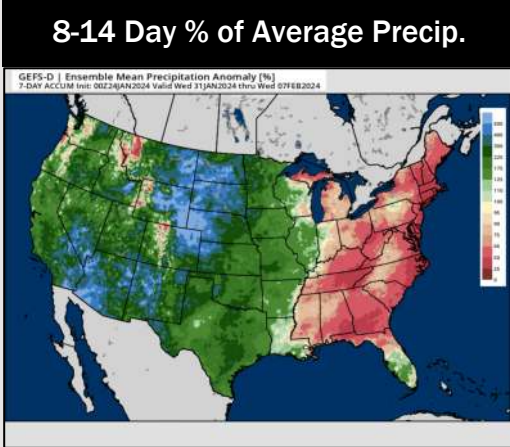 8-14 Day % of Average Precip.
GEFS-D | Ensemble Mean Precipitation Anomaly [%]
7-DAY ACCUM Init: 00Z24JAN2024 Valid Wed 31JAN2024 thru Wed 07FEB2024